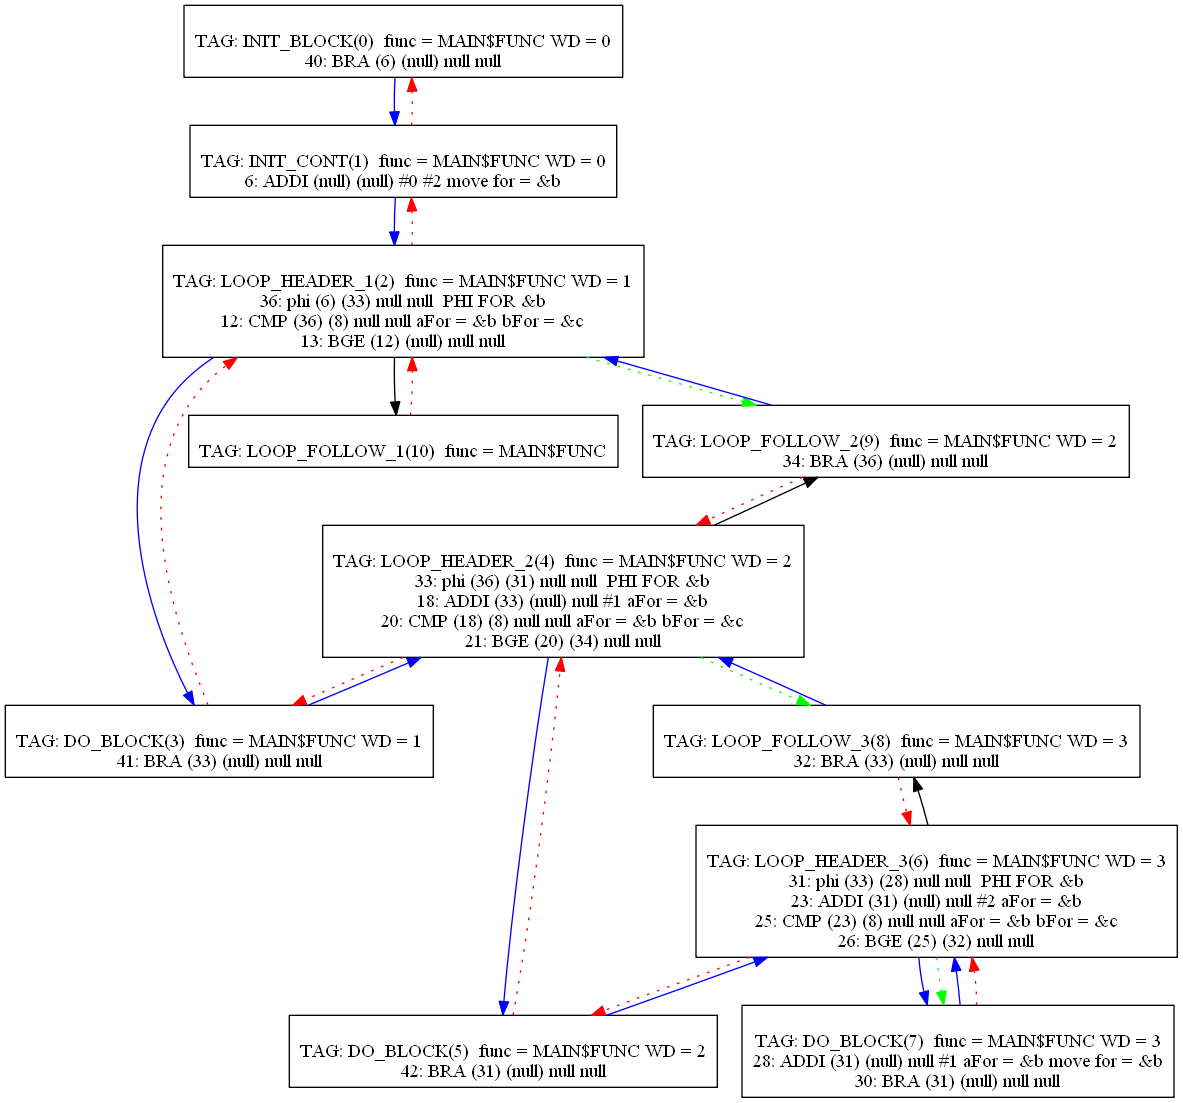 TAG: INIT_BLOCK(0)  func = MAIN$FUNC WD = 0
40: BRA (6) (null) null null
TAG: INIT_CONT(1)  func = MAIN$FUNC WD = 0
6: ADDI (null) (null) #0 #2 move for = &b
TAG: LOOP_HEADER_1(2)  func = MAIN$FUNC WD = 1
36: phi (6) (33) null null  PHI FOR &b
12: CMP (36) (8) null null aFor = &b bFor = &c
13: BGE (12) (null) null null
TAG: LOOP_FOLLOW_1(10)  func = MAIN$FUNC
TAG: LOOP_FOLLOW_2(9)  func = MAIN$FUNC WD = 2
34: BRA (36) (null) null null
TAG: LOOP_HEADER_2(4)  func = MAIN$FUNC WD = 2
33: phi (36) (31) null null  PHI FOR &b
18: ADDI (33) (null) null #1 aFor = &b
20: CMP (18) (8) null null aFor = &b bFor = &c
21: BGE (20) (34) null null
TAG: DO_BLOCK(3)  func = MAIN$FUNC WD = 1
41: BRA (33) (null) null null
TAG: LOOP_FOLLOW_3(8)  func = MAIN$FUNC WD = 3
32: BRA (33) (null) null null
TAG: LOOP_HEADER_3(6)  func = MAIN$FUNC WD = 3
31: phi (33) (28) null null  PHI FOR &b
23: ADDI (31) (null) null #2 aFor = &b
25: CMP (23) (8) null null aFor = &b bFor = &c
26: BGE (25) (32) null null
TAG: DO_BLOCK(5)  func = MAIN$FUNC WD = 2
42: BRA (31) (null) null null
TAG: DO_BLOCK(7)  func = MAIN$FUNC WD = 3
28: ADDI (31) (null) null #1 aFor = &b move for = &b
30: BRA (31) (null) null null